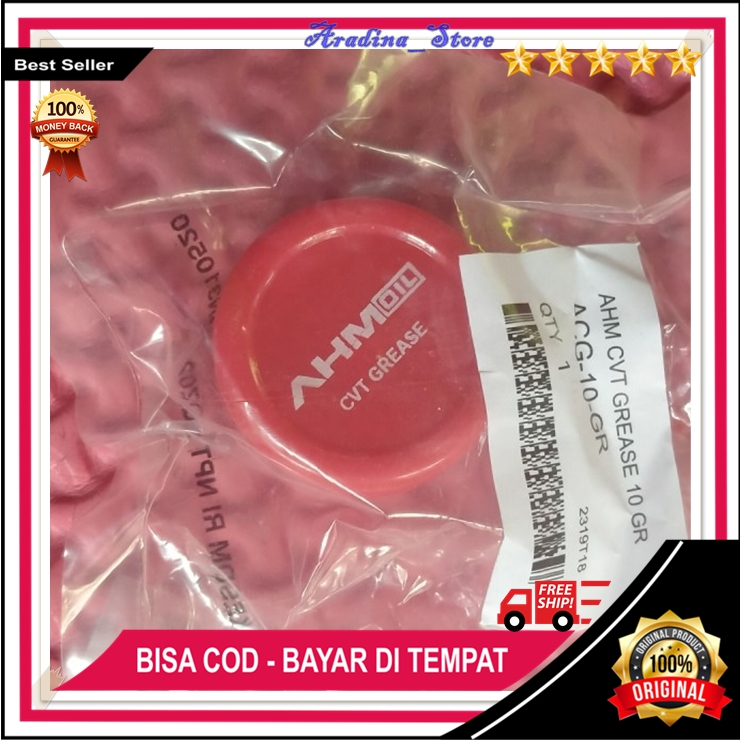 Aradina_Store
Best Seller
100%
MONEY BACK
GUARANTEE
AHM OIL
CVT GREASE
AHM CVT GREASE 10 GR
ACG-10-GR
QTY 1
2319T18
FREE
SHIP!
BISA COD - BAYAR DI TEMPAT
ORIGINAL PRODUCT
100%
ORIGINAL